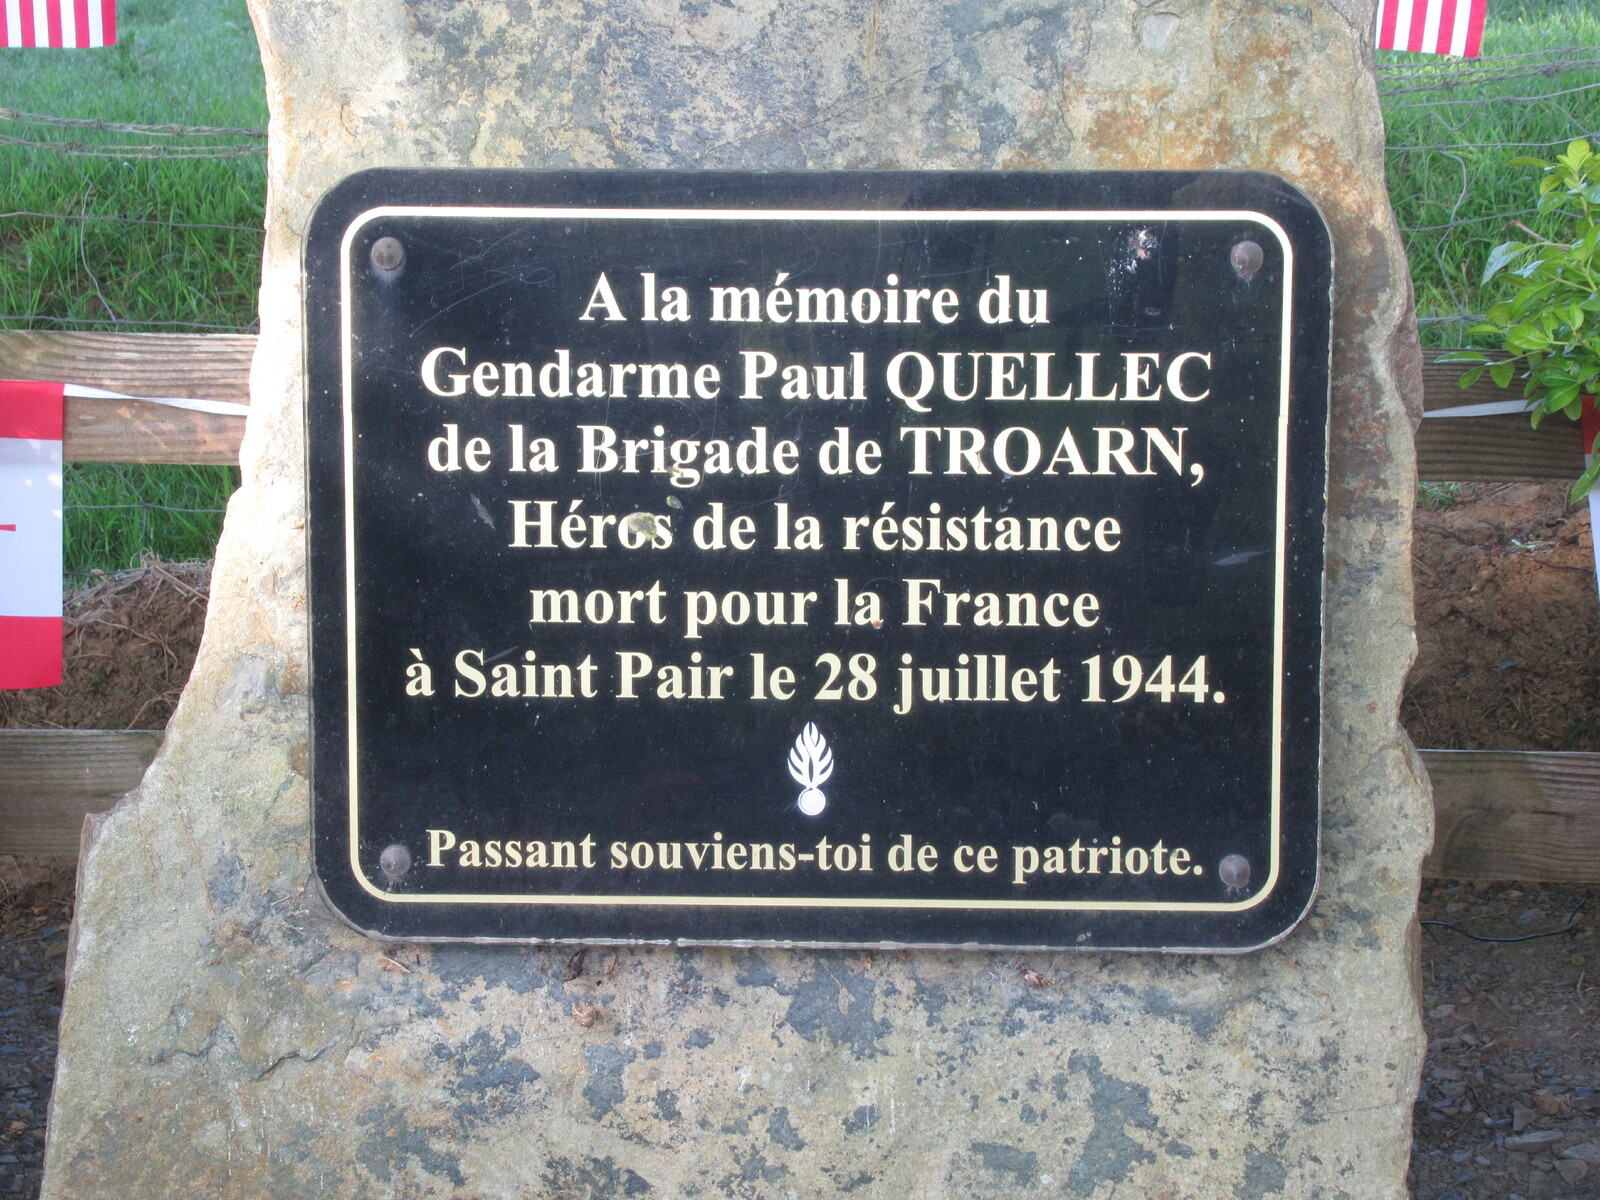 A la mémoire du
Gendarme Paul QUELLEC
de la Brigade de TROARN,
Héros de la résistance
mort pour la France
à Saint Pair le 28 juillet 1944.
Passant souviens-toi de ce patriote.